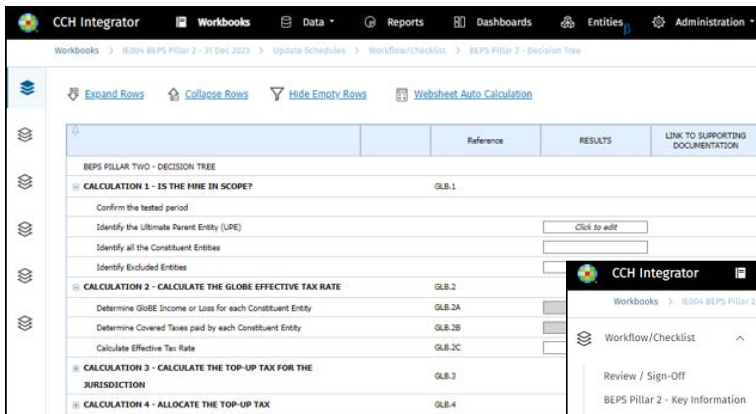 CCH Integrator Workbooks Data Reports Dashboards Entities β Administration
Workbooks > IE004 BEPS Pillar 2 - 31 Dec 2023 > Update Schedules > Workflow/Checklist > BEPS Pillar 2 - Decision Tree
Expand Rows Collapse Rows Hide Empty Rows Websheet Auto Calculation
Reference RESULTS LINK TO SUPPORTING
DOCUMENTATION
BEPS PILLAR TWO - DECISION TREE
CALCULATION 1 - IS THE MNE IN SCOPE? GLB.1
Confirm the tested period
Identify the Ultimate Parent Entity (UPE) Click to edit
Identify all the Constituent Entities
Identify Excluded Entities
CALCULATION 2 - CALCULATE THE GLOBE EFFECTIVE TAX RATE GLB.2
Determine GloBE Income or Loss for each Constituent Entity GLB.2A
Determine Covered Taxes paid by each Constituent Entity GLB.2B
Calculate Effective Tax Rate GLB.2C
CALCULATION 3 - CALCULATE THE TOP-UP TAX FOR THE
JURISDICTION GLB.3
CALCULATION 4 - ALLOCATE THE TOP-UP TAX GLB.4
CCH Integrator
Workbooks > IE004 BEPS Pillar 2
Workflow/Checklist
Review / Sign-Off
BEPS Pillar 2 - Key Information